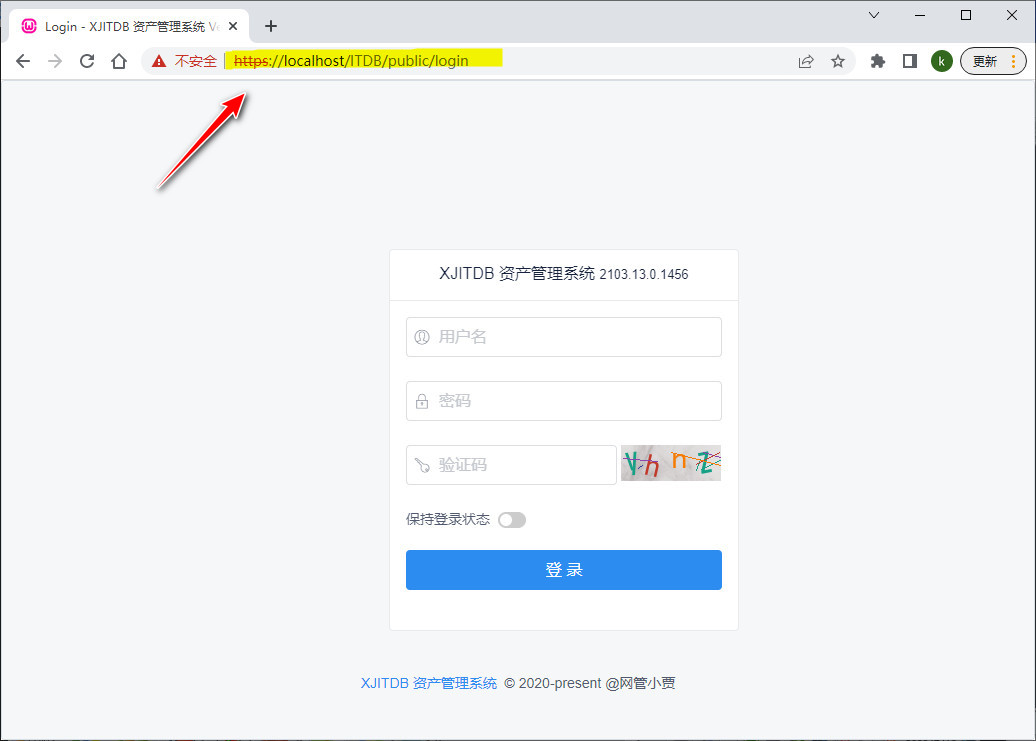 Login - XJITDB 资产管理系统 V
不安全 https://localhost/ITDB/public/login
k
更新
XJITDB 资产管理系统 2103.13.0.1456
用户名
密码
验证码
VhnZ
保持登录状态
登 录
XJITDB 资产管理系统 © 2020-present @网管小贾